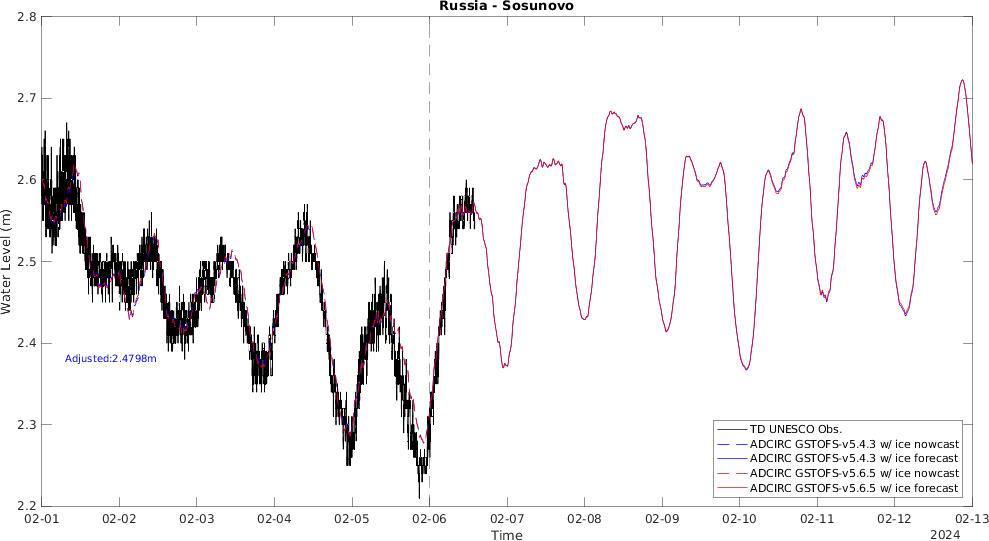 Russia - Sosunovo
2.8
2.7
2.6
2.5
2.4
2.3
2.2
Water Level (m)
Adjusted:2.4798m
TD UNESCO Obs.
ADCIRC GSTOFS-v5.4.3 w/ ice nowcast
ADCIRC GSTOFS-v5.4.3 w/ ice forecast
ADCIRC GSTOFS-v5.6.5 w/ ice nowcast
ADCIRC GSTOFS-v5.6.5 w/ ice forecast
02-01 02-02 02-03 02-04 02-05 02-06 02-07 02-08 02-09 02-10 02-11 02-12 02-13
Time
2024